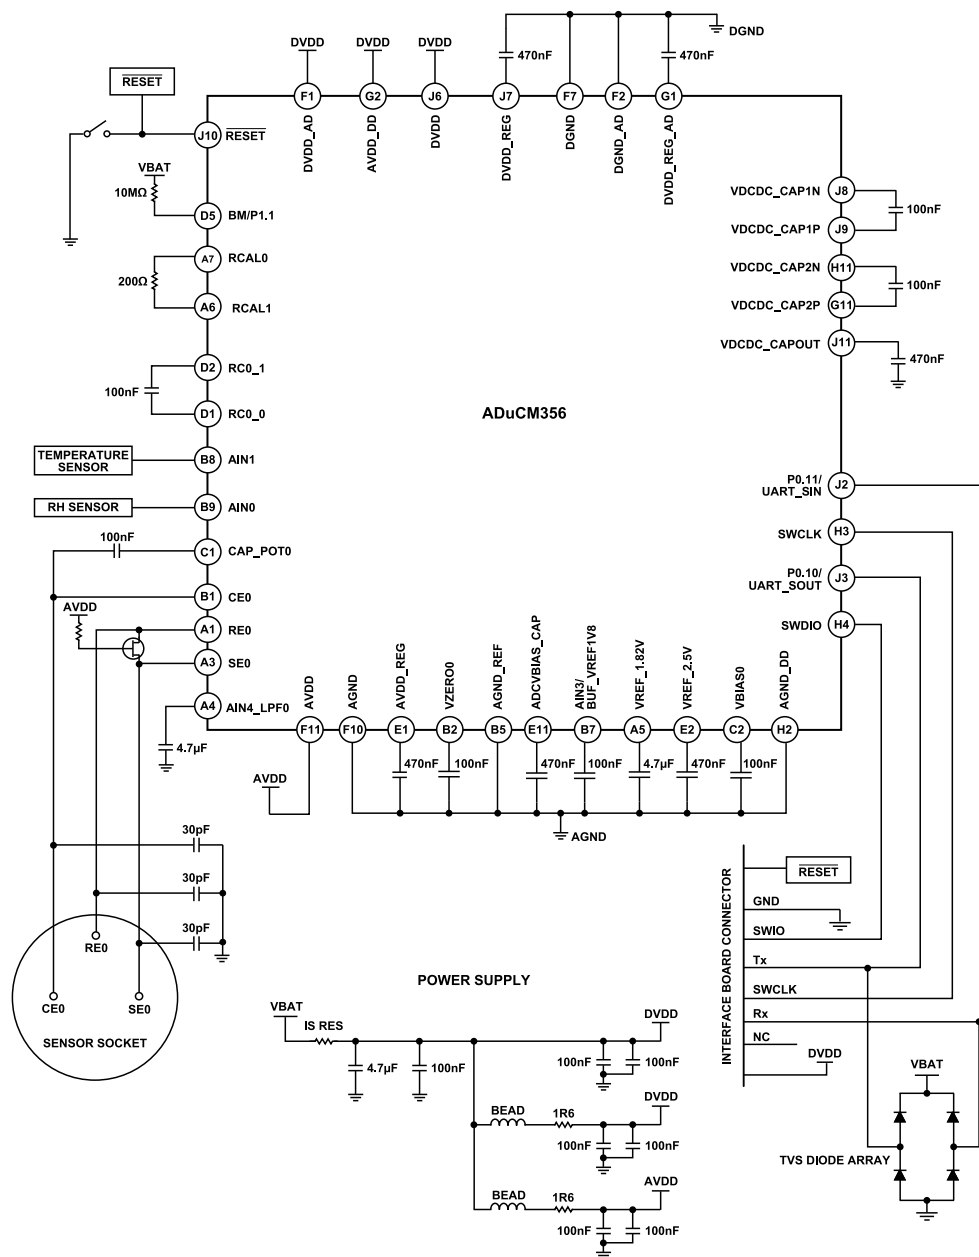 DGND
DVDD DVDD DVDD
470nF 470nF
RESET
F1 G2 J6 J7 F7 F2 G1
DVDD_AD AVDD_DD DVDD DVDD_REG DGND DGND_AD DVDD_REG_AD
J10 RESET
VBAT
10MΩ
D5 BM/P1.1
A7 RCAL0
200Ω
A6 RCAL1
D2 RC0_1
100nF
D1 RC0_0
TEMPERATURE
SENSOR
B8 AIN1
RH SENSOR
B9 AIN0
100nF
C1 CAP_POT0
B1 CE0
AVDD
A1 RE0
A3 SE0
A4 AIN4_LPF0
4.7µF
ADuCM356
VDCDC_CAP1N J8
100nF
VDCDC_CAP1P J9
VDCDC_CAP2N H11
100nF
VDCDC_CAP2P G11
VDCDC_CAPOUT J11
470nF
P0.11/
UART_SIN
J2
SWCLK H3
P0.10/
UART_SOUT
J3
SWDIO H4
AVDD AGND AVDD_REG VZERO0 AGND_REF ADCVBIAS_CAP AIN3/
BUF_VREF1V8 VREF_1.82V VREF_2.5V VBIAS0 AGND_DD
F11 F10 E1 B2 B5 E11 B7 A5 E2 C2 H2
470nF 100nF 470nF 100nF 4.7µF 470nF 100nF
AVDD
AGND
30pF
30pF
30pF
RE0
CE0 SE0
SENSOR SOCKET
INTERFACE BOARD CONNECTOR
RESET
GND
SWIO
Tx
SWCLK
Rx
NC
DVDD
VBAT
TVS DIODE ARRAY
POWER SUPPLY
VBAT
IS RES
4.7µF 100nF
DVDD
100nF 100nF
BEAD 1R6
DVDD
100nF 100nF
BEAD 1R6
AVDD
100nF 100nF